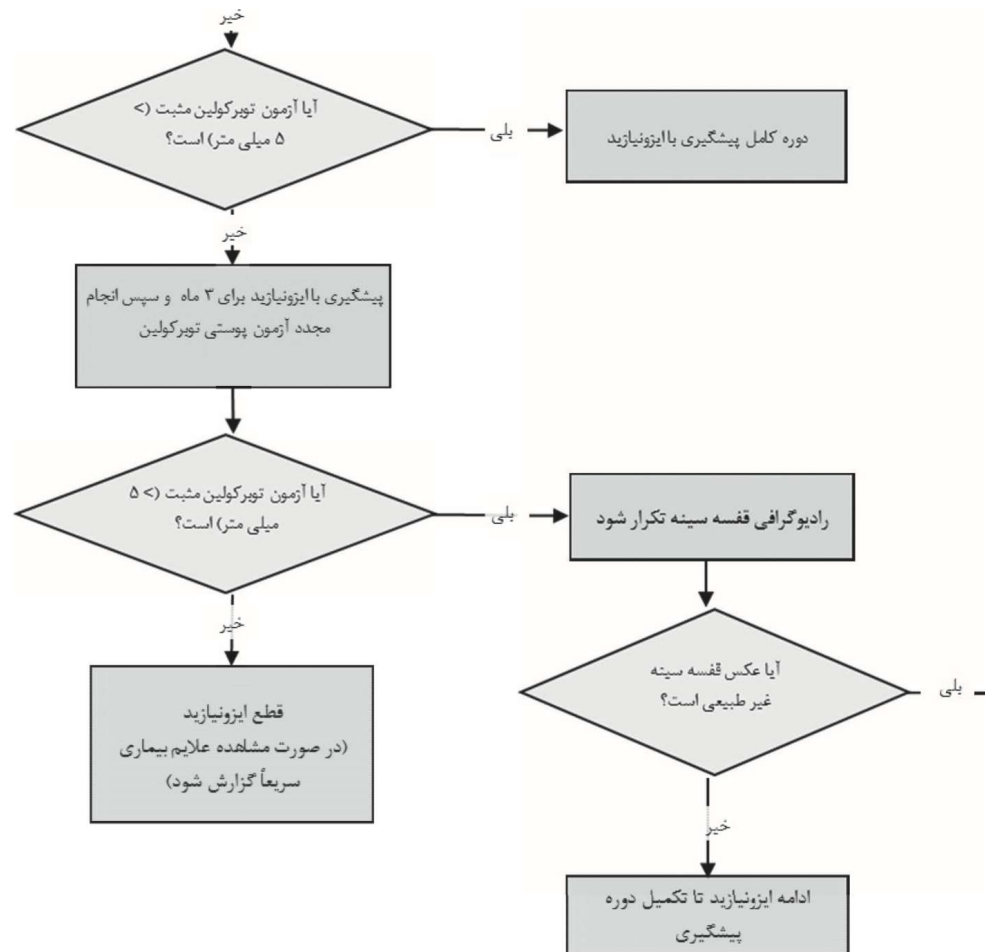 خیر
آیا آزمون توبرکولین مثبت (>
۵ میلی متر) است؟
بلی
دوره کامل پیشگیری با ایزونیازید
خیر
پیشگیری با ایزونیازید برای ۳ ماه و سپس انجام
مجدد آزمون پوستی توبرکولین
آیا آزمون توبرکولین مثبت (> ۵
میلی متر) است؟
بلی
رادیوگرافی قفسه سینه تکرار شود
خیر
قطع ایزونیازید
(در صورت مشاهده علایم بیماری
سریعاً گزارش شود)
آیا عکس قفسه سینه
غیر طبیعی است؟
بلی
خیر
ادامه ایزونیازید تا تکمیل دوره
پیشگیری